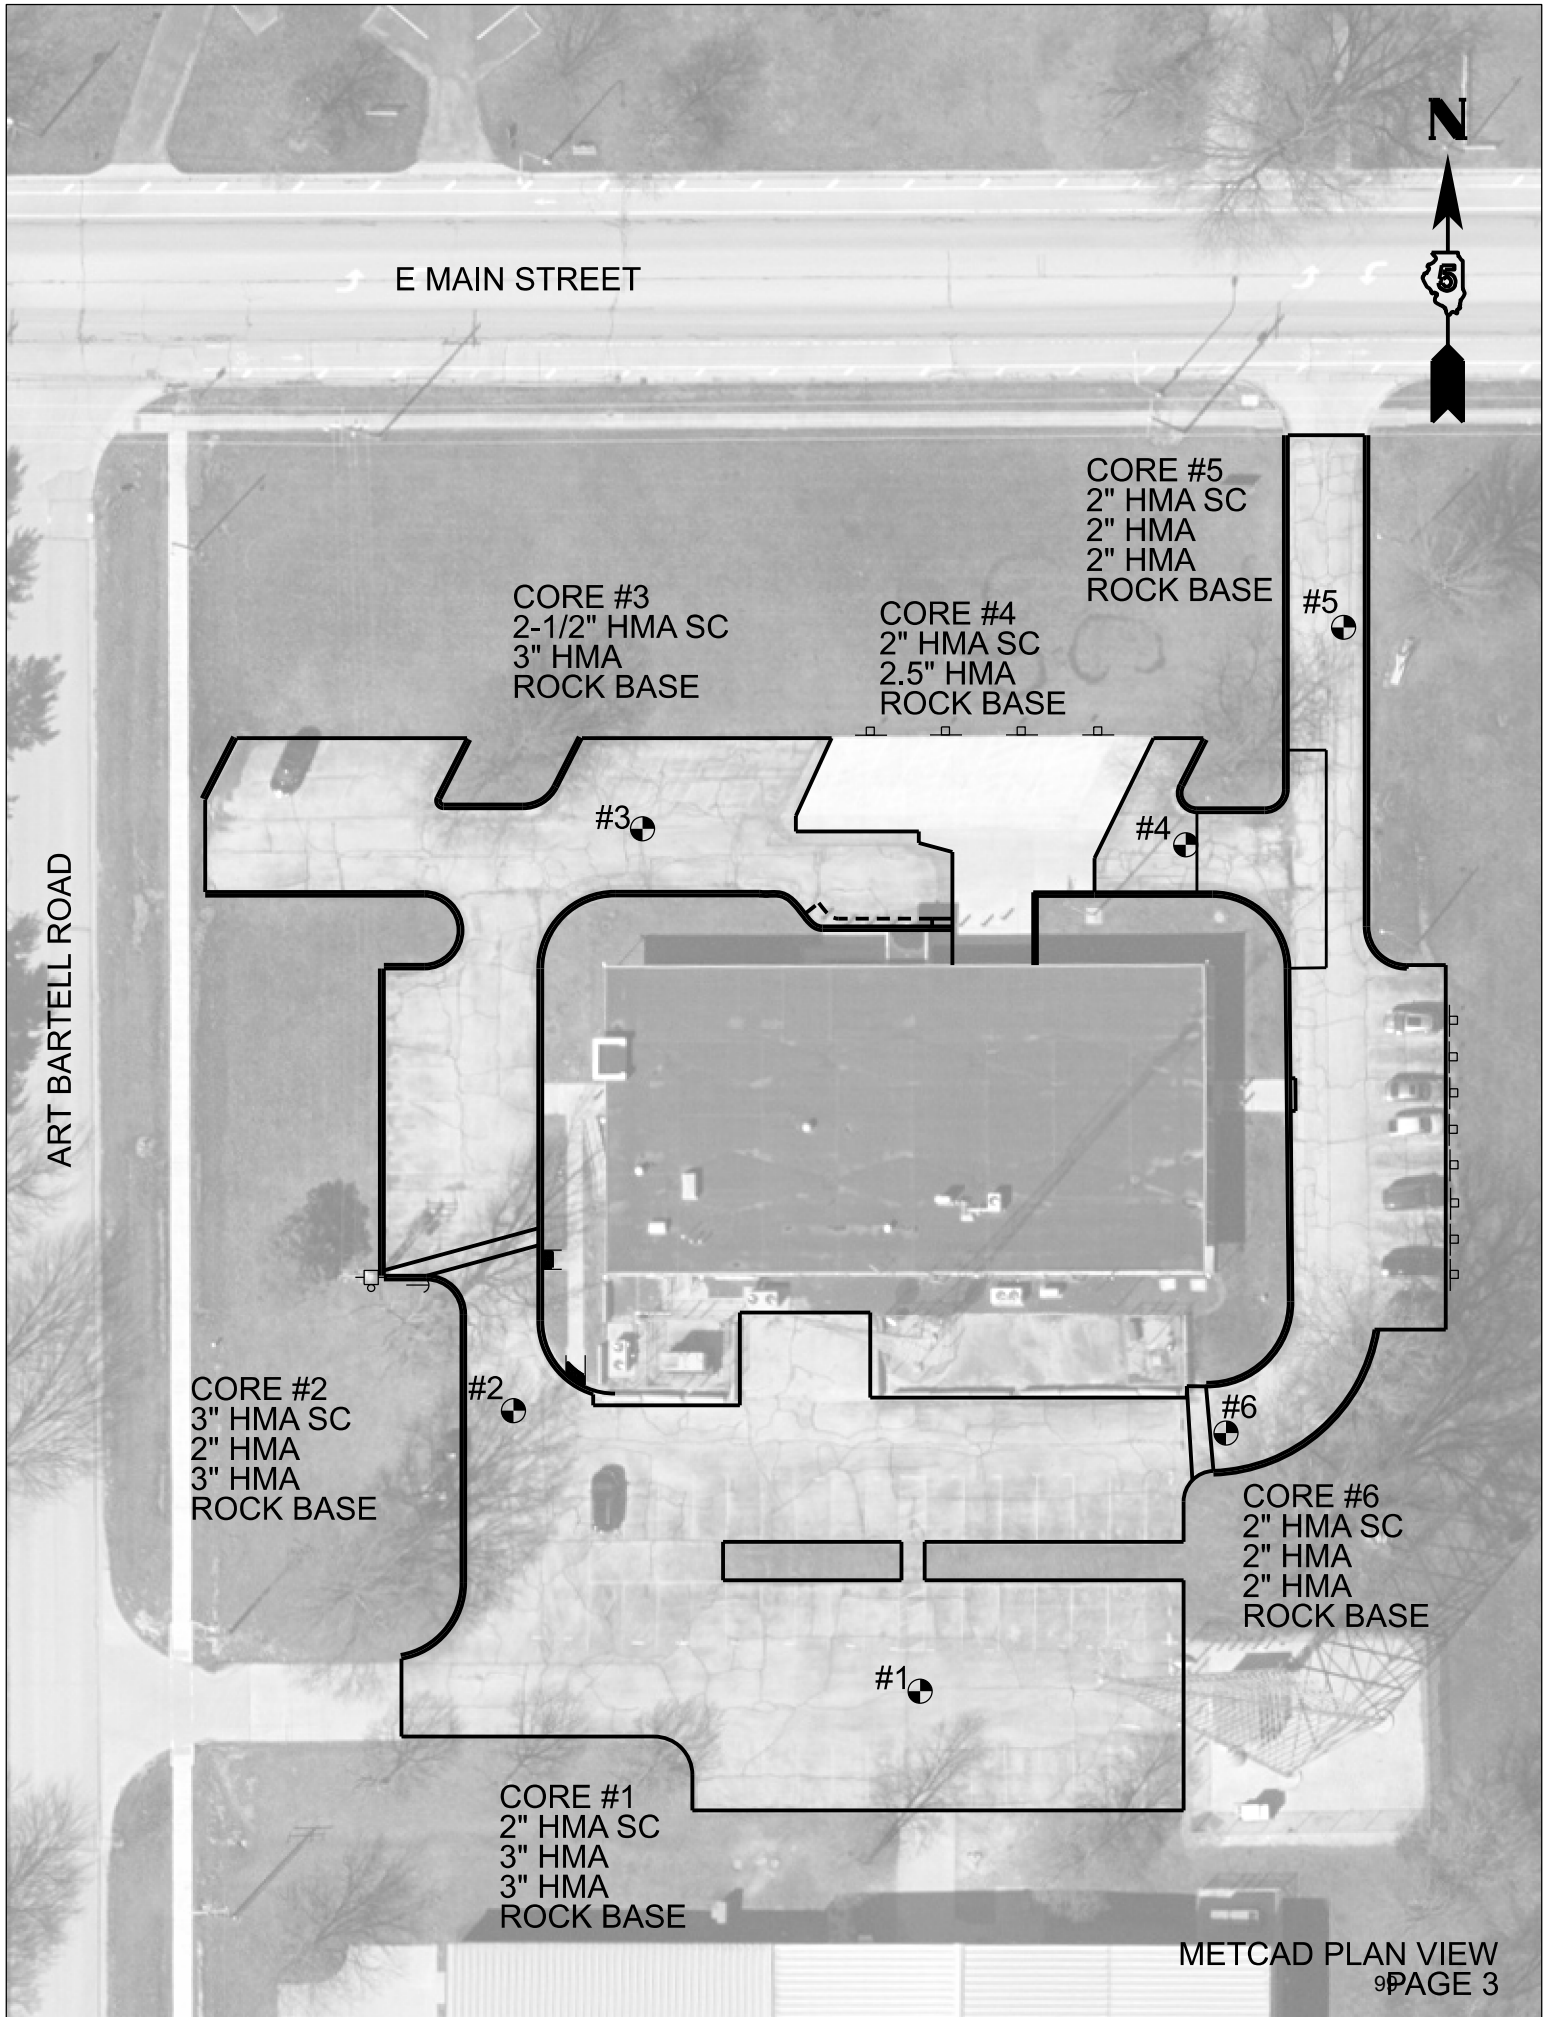 N
E MAIN STREET
5
CORE #5
2" HMA SC
2" HMA
2" HMA
ROCK BASE
#5
CORE #3
2-1/2" HMA SC
3" HMA
ROCK BASE
CORE #4
2" HMA SC
2.5" HMA
ROCK BASE
#3
#4
ART BARTELL ROAD
CORE #2
3" HMA SC
2" HMA
3" HMA
ROCK BASE
#2
#6
CORE #6
2" HMA SC
2" HMA
2" HMA
ROCK BASE
#1
CORE #1
2" HMA SC
3" HMA
3" HMA
ROCK BASE
METCAD PLAN VIEW
99
PAGE 3